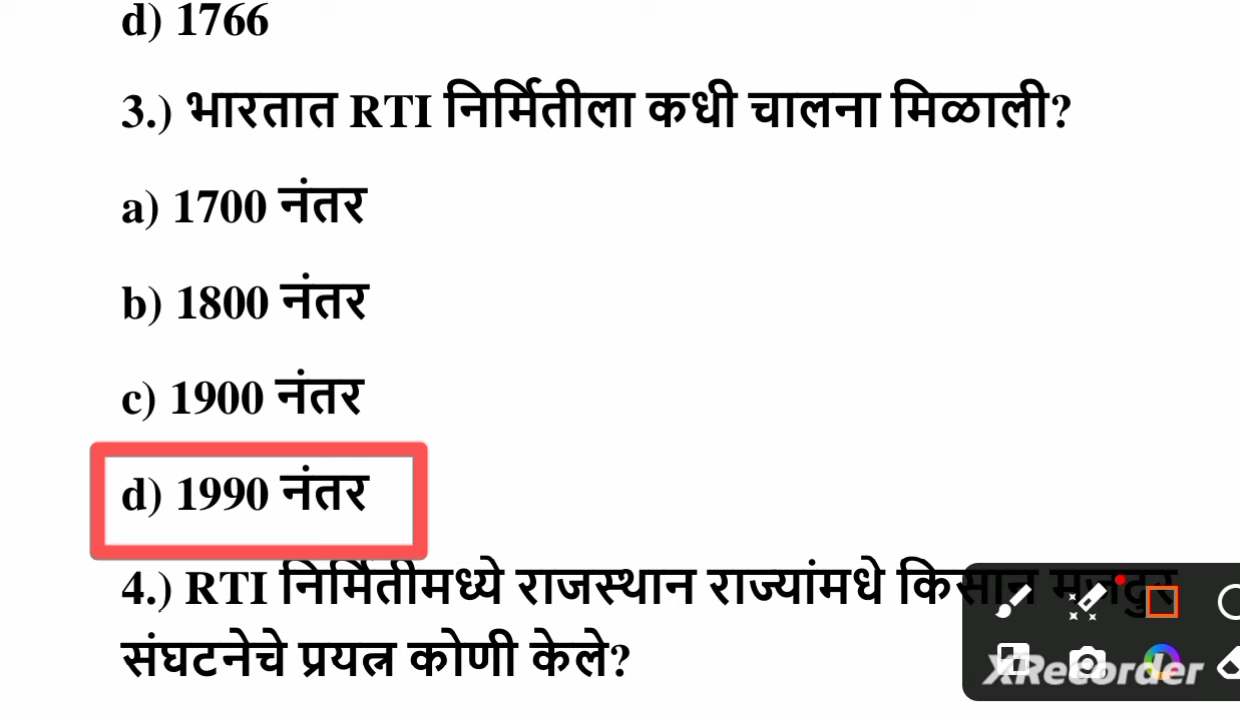 d) 1766
3.) भारतात RTI निर्मितीला कधी चालना मिळाली?
a) 1700 नंतर
b) 1800 नंतर
c) 1900 नंतर
d) 1990 नंतर
4.) RTI निर्मितीमध्ये राजस्थान राज्यांमधे किसान मजदुर
संघटनेचे प्रयत्न कोणी केले?
XRecorder